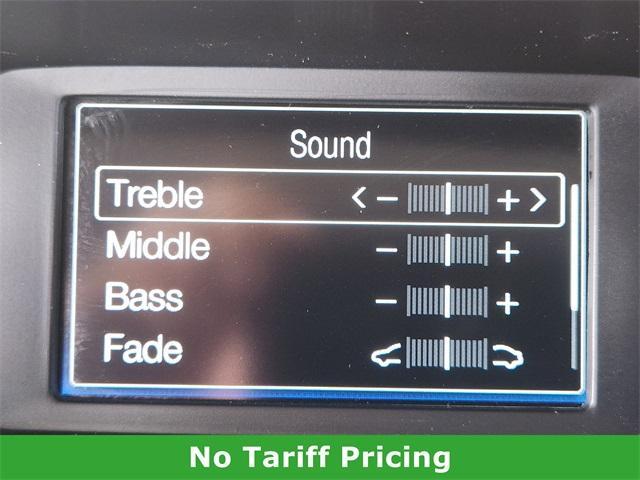 Sound
Treble < - + >
Middle - +
Bass - +
Fade
No Tariff Pricing